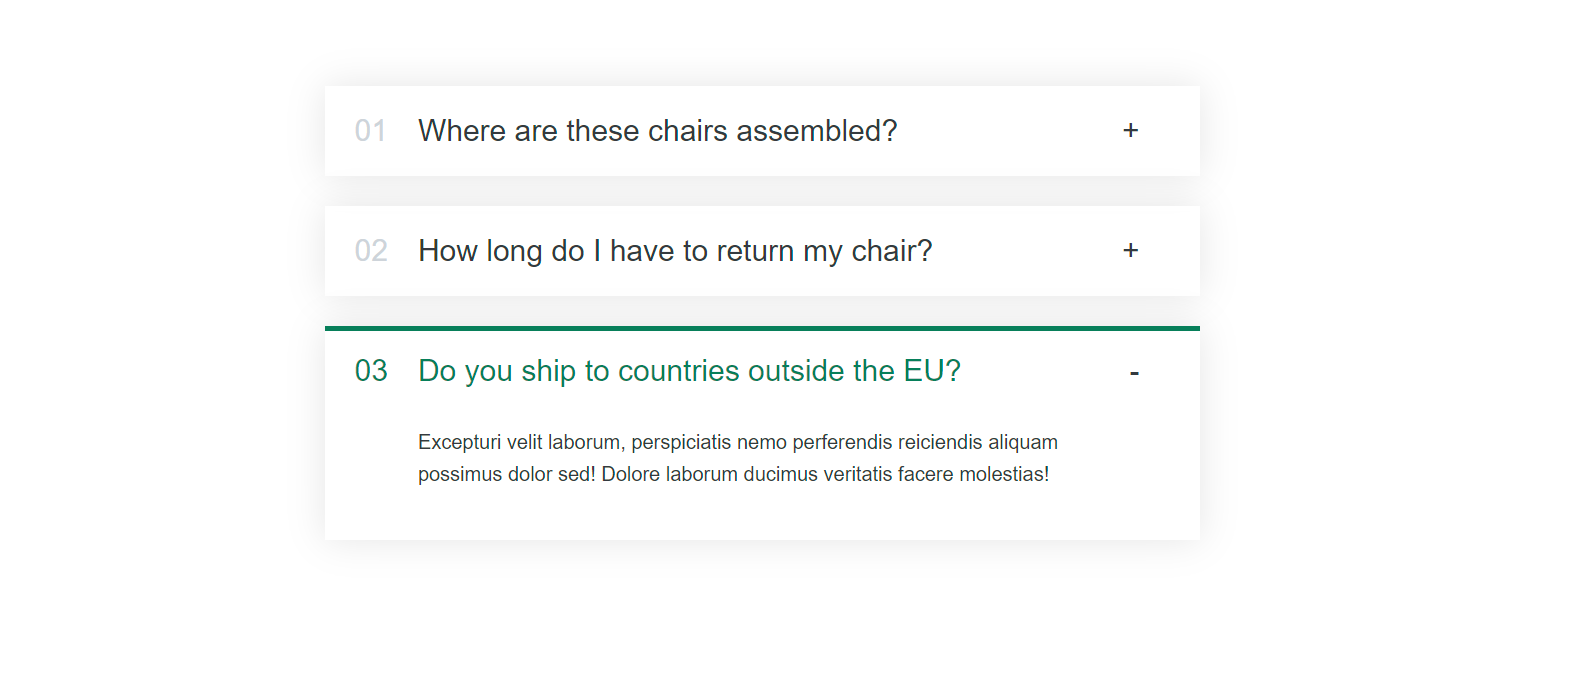 01 Where are these chairs assembled? +
02 How long do I have to return my chair? +
03 Do you ship to countries outside the EU? -
Excepturi velit laborum, perspiciatis nemo perferendis reiciendis aliquam
possimus dolor sed! Dolore laborum ducimus veritatis facere molestias!